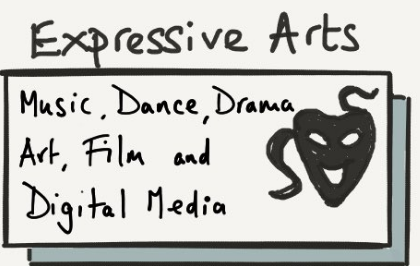 Expressive Arts
Music, Dance, Drama
Art, Film and
Digital Media